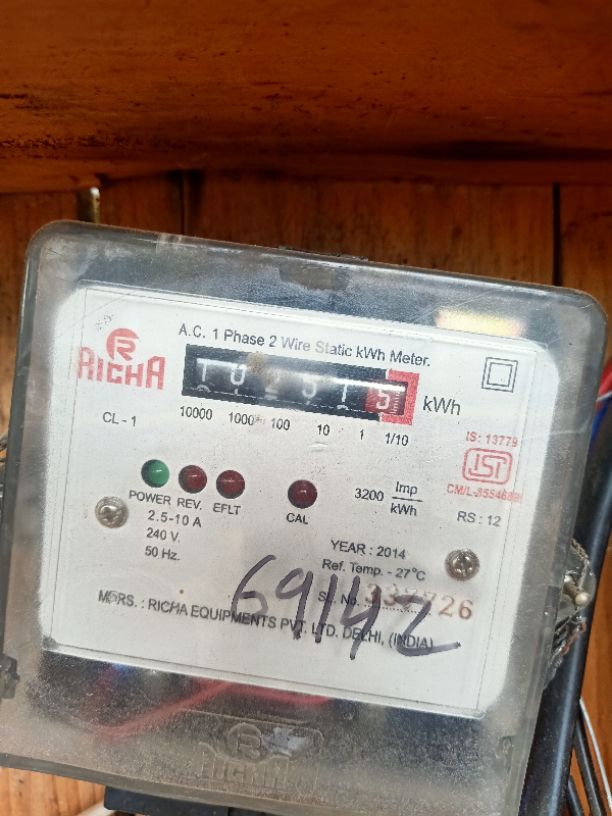 A.C. 1 Phase 2 Wire Static kWh Meter.
R
RICHA
5 kWh
CL - 1
10000 1000 100 10 1 1/10
IS : 13779
ISI
3200 Imp/kWh
RS : 12
POWER REV. EFLT CAL
2.5-10 A
240 V.
50 Hz.
YEAR : 2014
Ref. Temp. - 27°C
69142
MFRS. : RICHA EQUIPMENTS PVT. LTD. DELHI, (INDIA)
RICHA